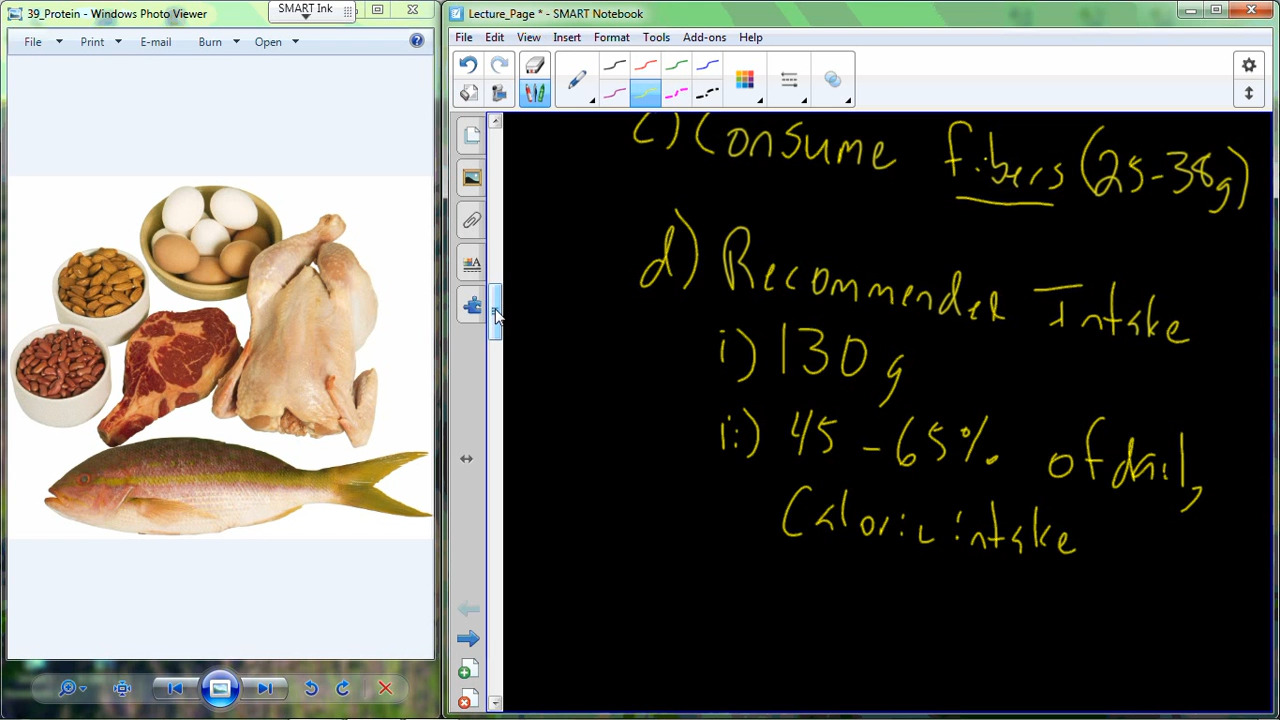 39_Protein - Windows Photo Viewer
SMART Ink
File Print E-mail Burn Open
Lecture_Page * - SMART Notebook
File Edit View Insert Format Tools Add-ons Help
c) Consume fibers (25-38g)
d) Recommended Intake
i) 130 g
ii) 45 - 65% of daily
Caloric intake